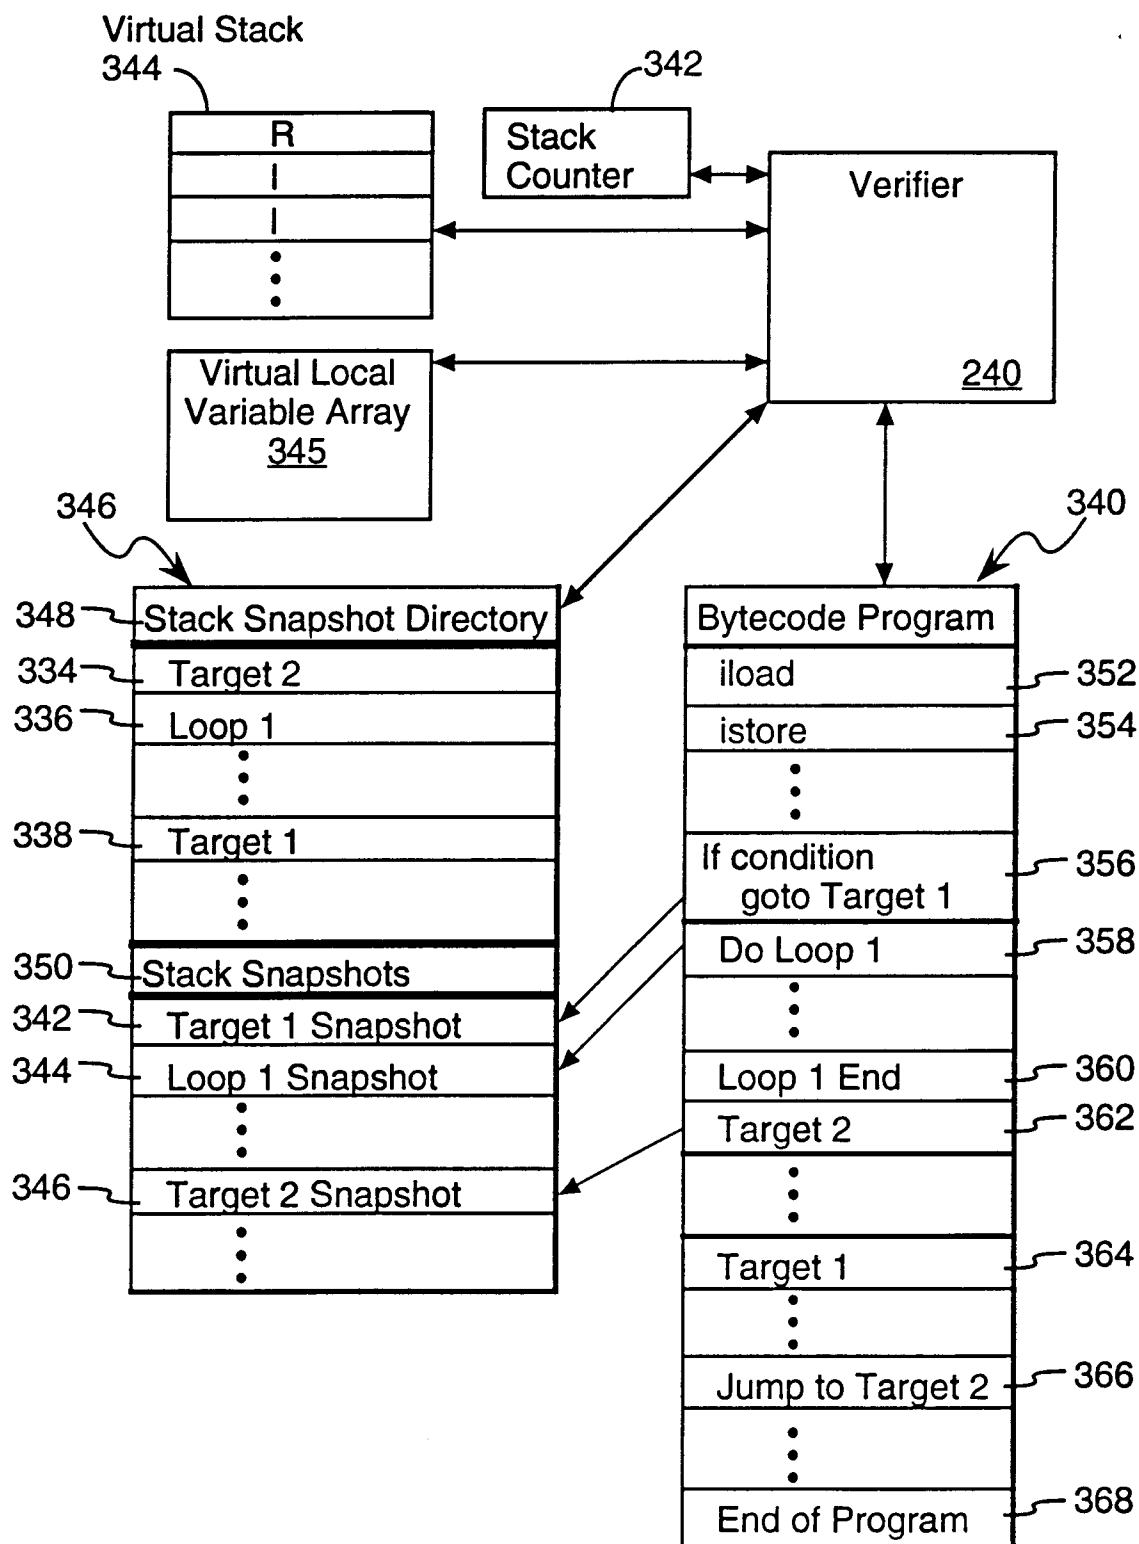 Virtual Stack
344
342
R
I
I
Stack
Counter
Verifier
240
Virtual Local
Variable Array
345
346
340
348
Stack Snapshot Directory
334
Target 2
336
Loop 1
338
Target 1
350
Stack Snapshots
342
Target 1 Snapshot
344
Loop 1 Snapshot
346
Target 2 Snapshot
Bytecode Program
iload
352
istore
354
If condition
goto Target 1
356
Do Loop 1
358
Loop 1 End
360
Target 2
362
Target 1
364
Jump to Target 2
366
End of Program
368